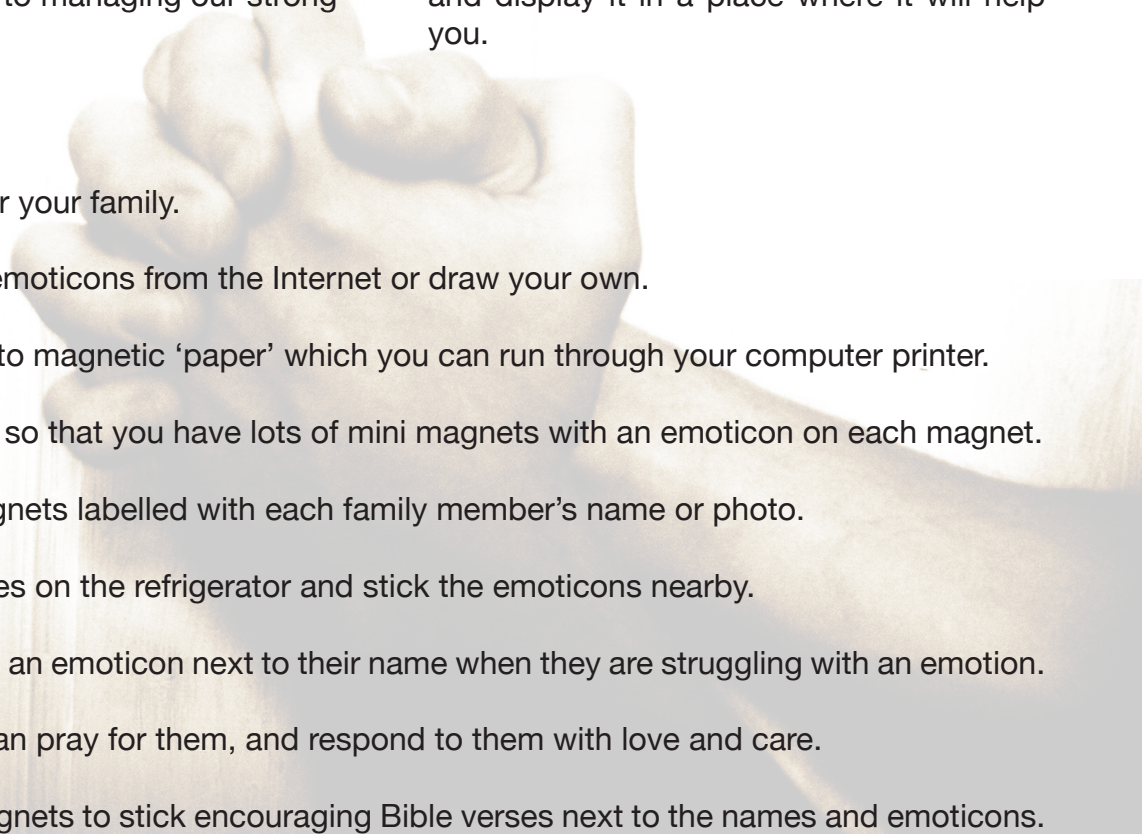 to managing our strong
and display it in a place where it will help
you.
r your family.
emoticons from the Internet or draw your own.
to magnetic ‘paper’ which you can run through your computer printer.
so that you have lots of mini magnets with an emoticon on each magnet.
gnets labelled with each family member’s name or photo.
es on the refrigerator and stick the emoticons nearby.
an emoticon next to their name when they are struggling with an emotion.
an pray for them, and respond to them with love and care.
gnets to stick encouraging Bible verses next to the names and emoticons.